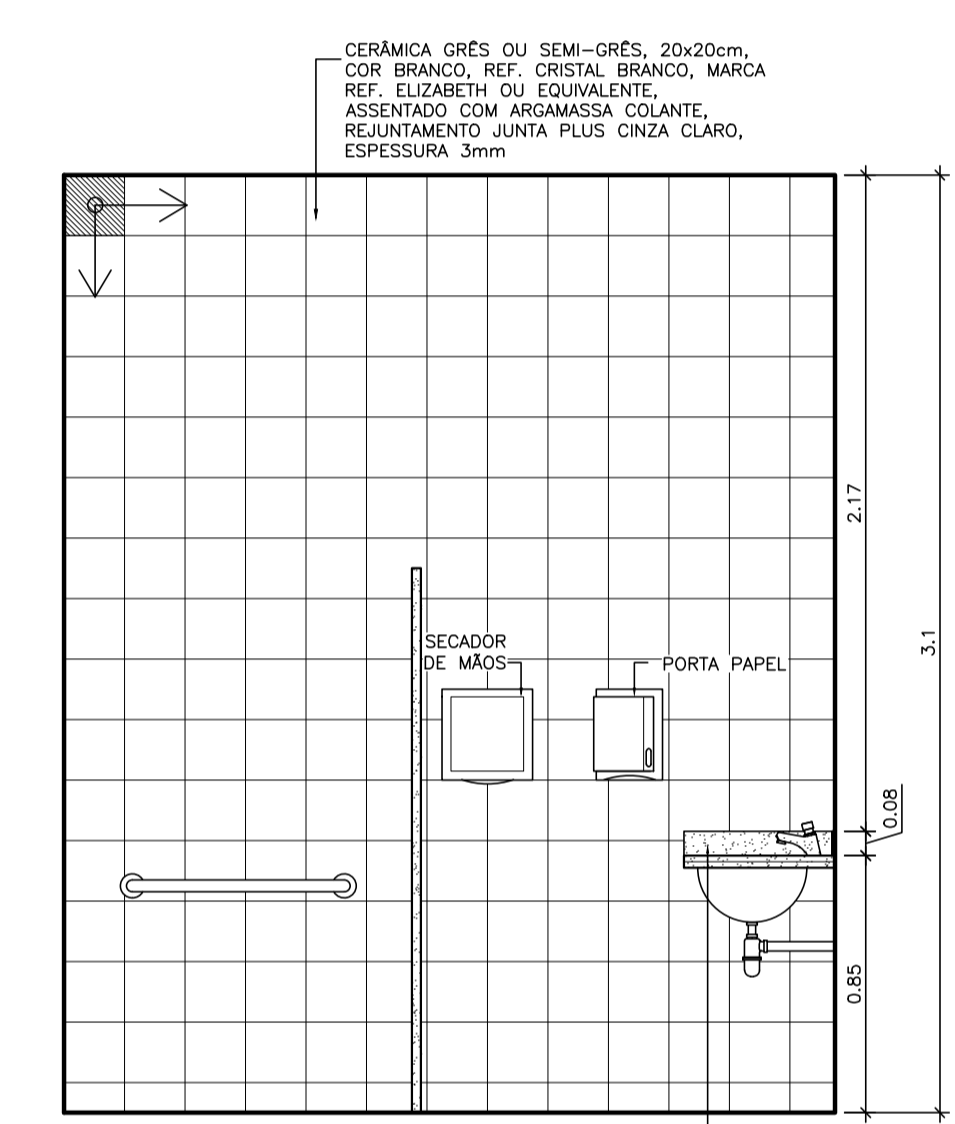 CERÂMICA GRÊS OU SEMI-GRÊS, 20x20cm,
COR BRANCO, REF. CRISTAL BRANCO, MARCA
REF. ELIZABETH OU EQUIVALENTE,
ASSENTADO COM ARGAMASSA COLANTE,
REJUNTAMENTO JUNTA PLUS CINZA CLARO,
ESPESSURA 3mm
2.17
3.1
SECADOR
DE MÃOS
PORTA PAPEL
0.08
0.85